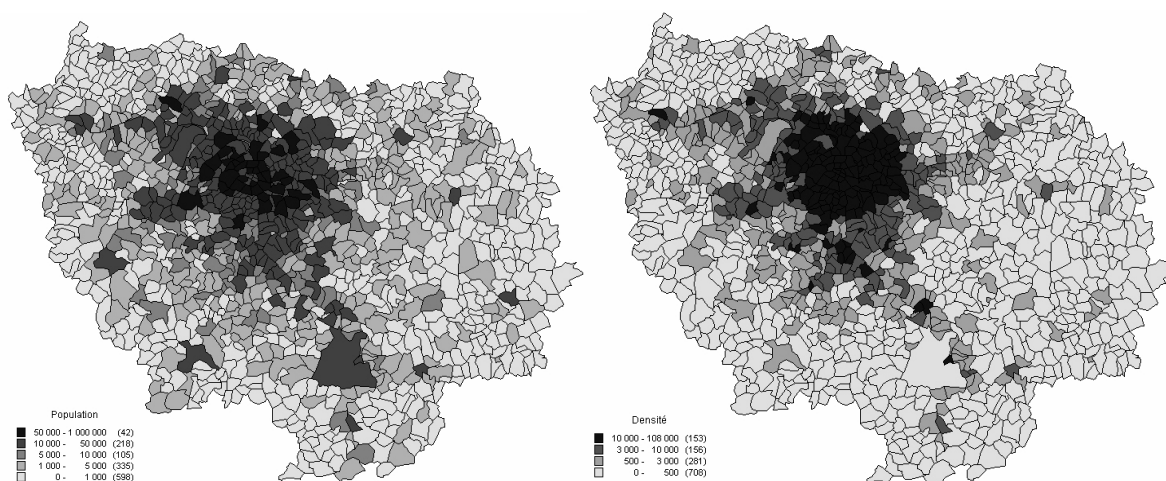 Population
50 000 - 1 000 000 (42)
10 000 - 50 000 (218)
5 000 - 10 000 (105)
1 000 - 5 000 (335)
0 - 1 000 (598)
Densité
10 000 - 108 000 (153)
3 000 - 10 000 (156)
500 - 3 000 (281)
0 - 500 (708)